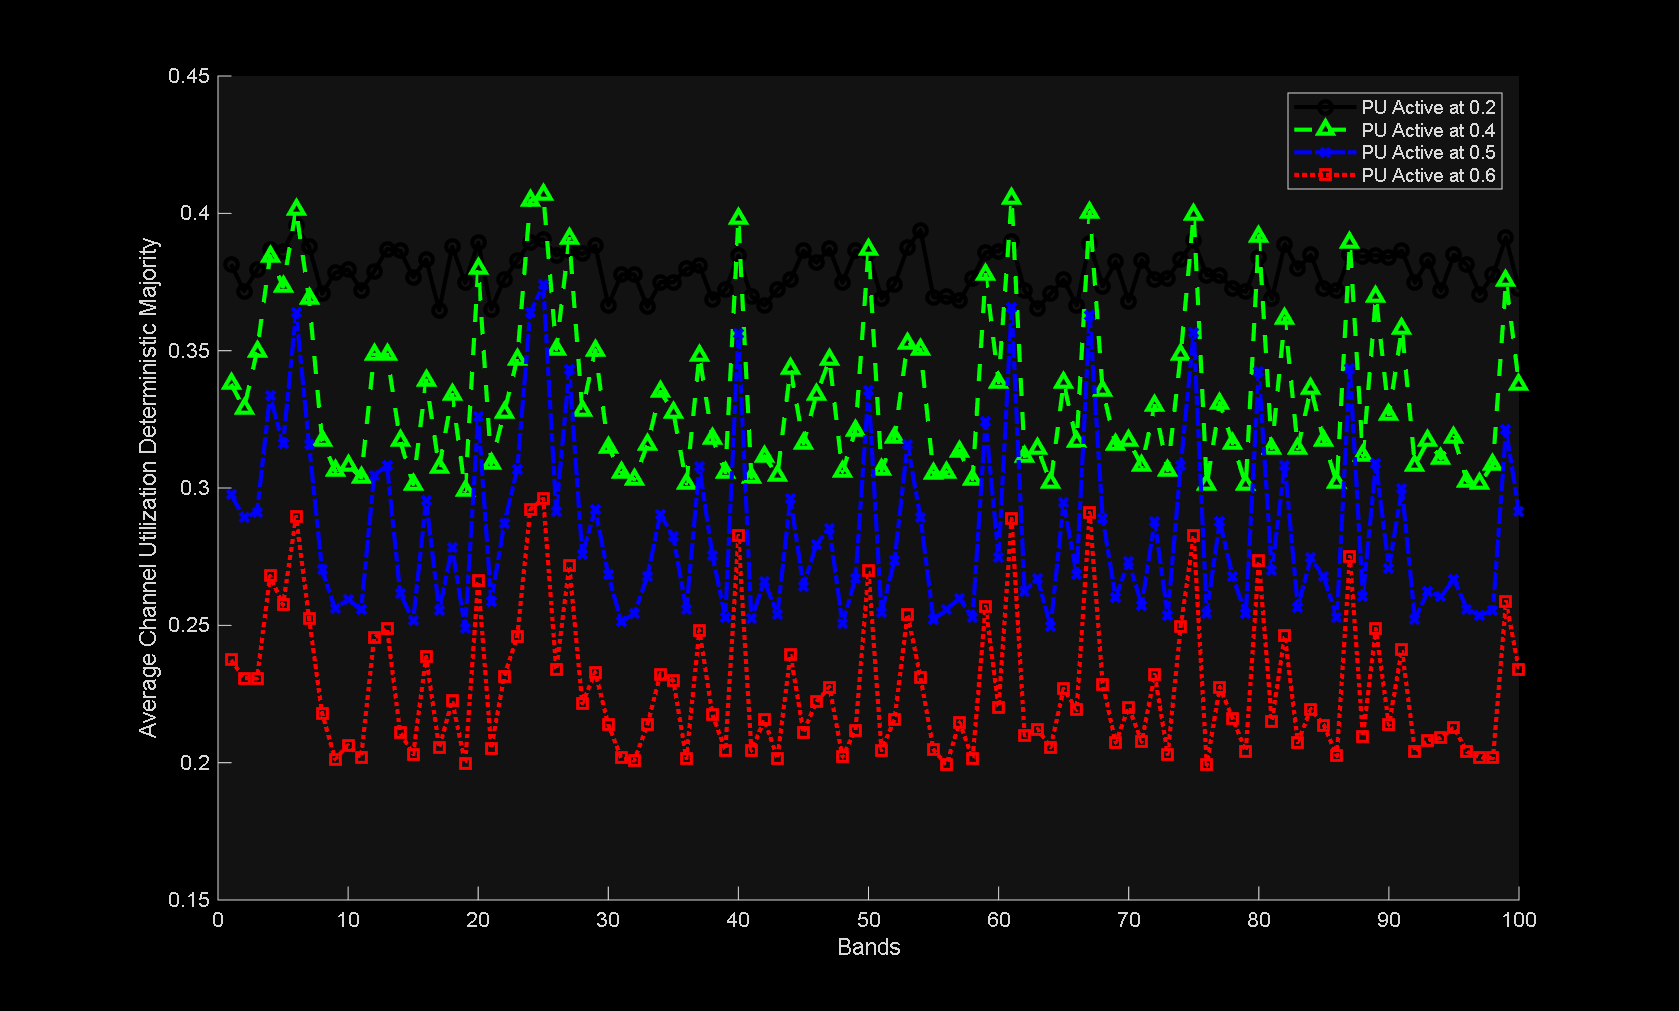 Average Channel Utilization Deterministic Majority
0.45
0.4
0.35
0.3
0.25
0.2
0.15
0 10 20 30 40 50 60 70 80 90 100
Bands
PU Active at 0.2
PU Active at 0.4
PU Active at 0.5
PU Active at 0.6